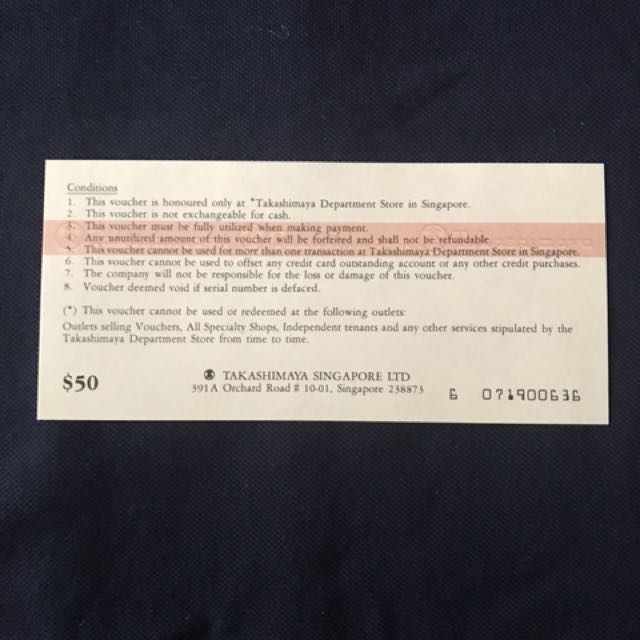 Conditions
1. This voucher is honoured only at *Takashimaya Department Store in Singapore.
2. This voucher is not exchangeable for cash.
3. This voucher must be fully utilized when making payment.
4. Any unutilized amount of this voucher will be forfeited and shall not be refundable.
5. This voucher cannot be used for more than one transaction at Takashimaya Department Store in Singapore.
6. This voucher cannot be used to offset any credit card outstanding account or any other credit purchases.
7. The company will not be responsible for the loss or damage of this voucher.
8. Voucher deemed void if serial number is defaced.
(*) This voucher cannot be used or redeemed at the following outlets:
Outlets selling Vouchers, All Specialty Shops, Independent tenants and any other services stipulated by the
Takashimaya Department Store from time to time.
$50
TAKASHIMAYA SINGAPORE LTD
391A Orchard Road # 10-01, Singapore 238873
6 071900636